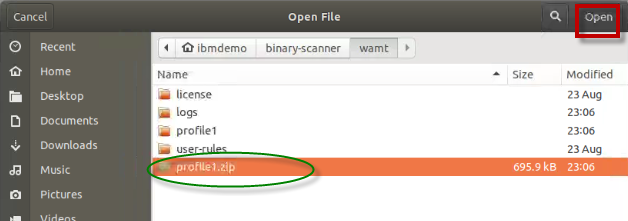 Cancel Open File Open
Recent
Home
Desktop
Documents
Downloads
Music
Pictures
Videos
ibmdemo binary-scanner wamt
Name Size Modified
license 23 Aug
logs 23:06
profile1 23:06
user-rules 23 Aug
profile1.zip 695.9 kB 23:06